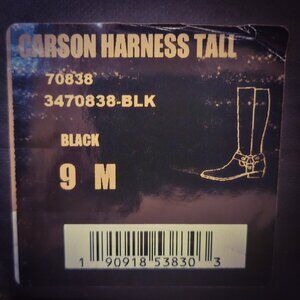 CARSON HARNESS TALL
70838
3470838-BLK
BLACK
9 M
1 90918 53830 3